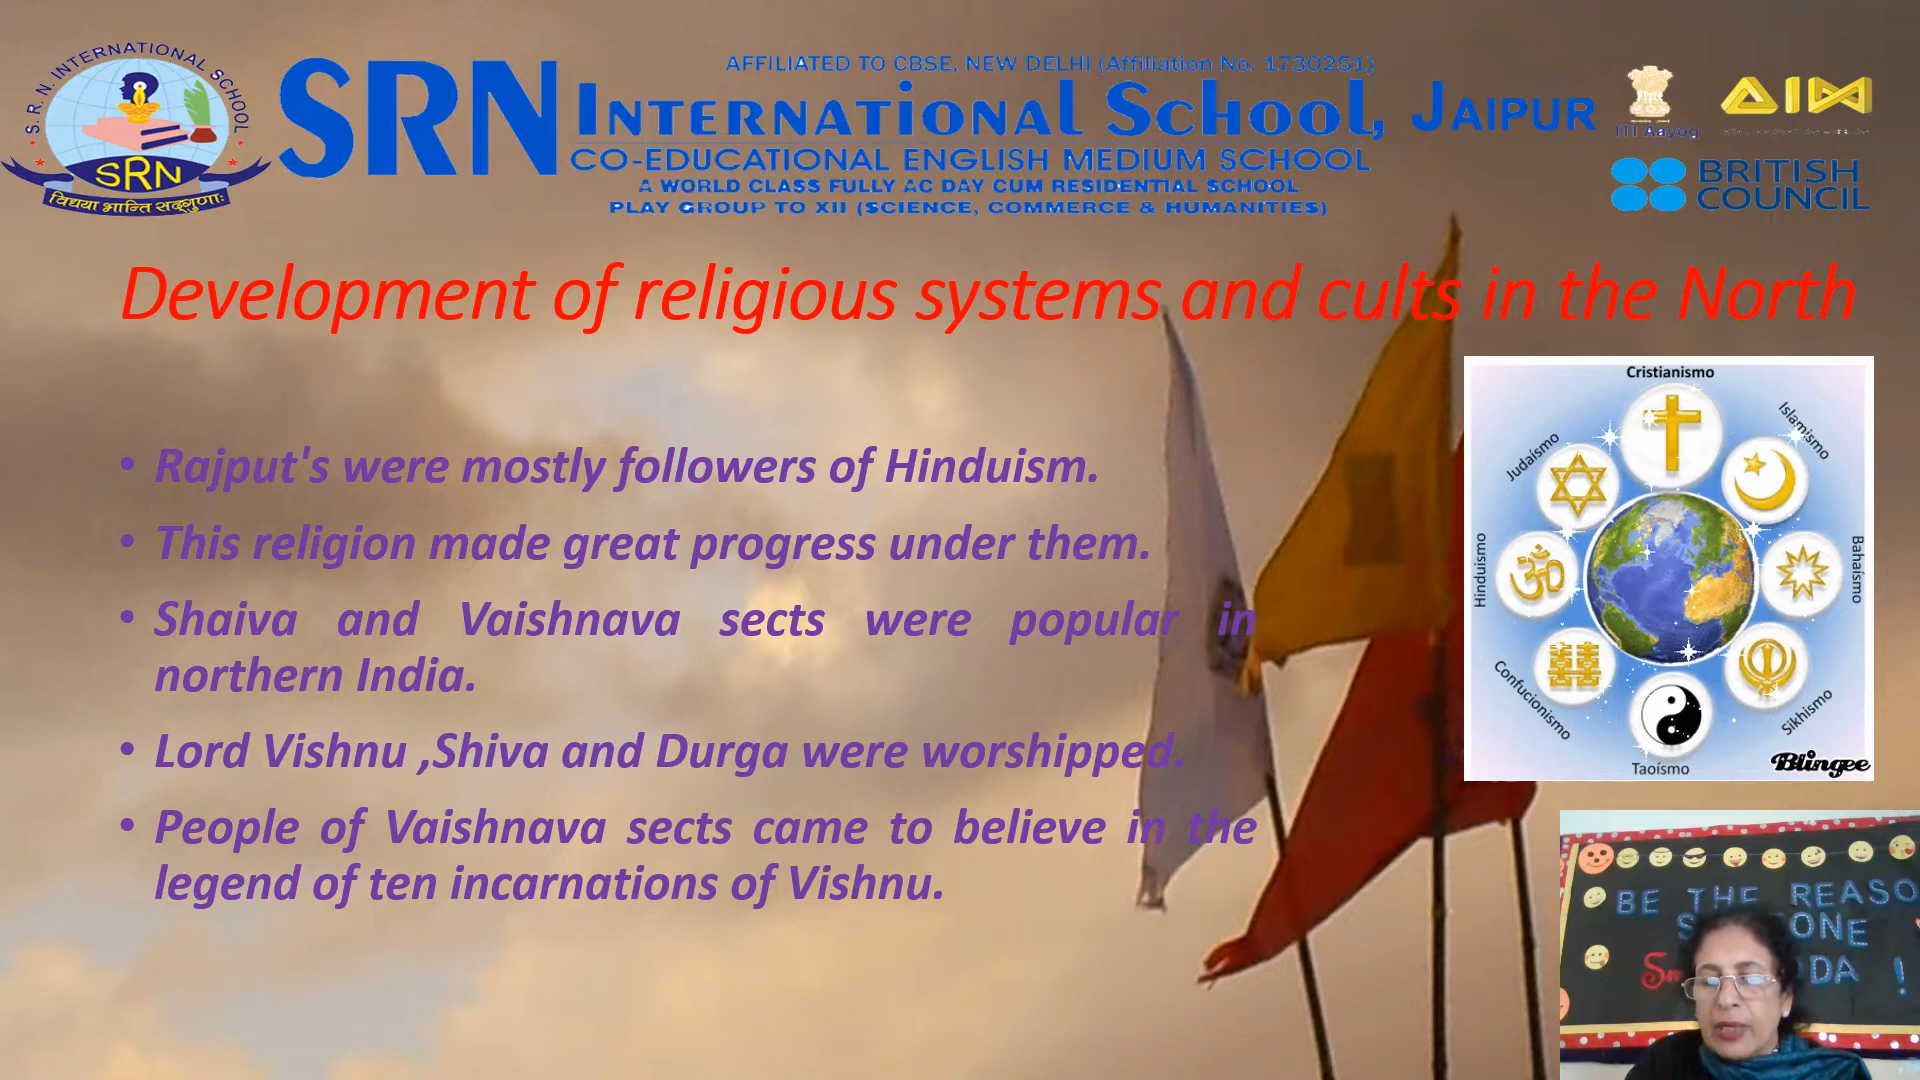 S. R. N. INTERNATIONAL SCHOOL
SRN
विद्यया भान्ति सद्गुणाः
AFFILIATED TO CBSE, NEW DELHI (Affiliation No. 1730251)
SRN INTERNATIONAL SCHOOL, JAIPUR
CO-EDUCATIONAL ENGLISH MEDIUM SCHOOL
A WORLD CLASS FULLY AC DAY CUM RESIDENTIAL SCHOOL
PLAY GROUP TO XII (SCIENCE, COMMERCE & HUMANITIES)
ITI Aayog
AIM
BRITISH
COUNCIL
Development of religious systems and cults in the North
• Rajput's were mostly followers of Hinduism.
• This religion made great progress under them.
• Shaiva and Vaishnava sects were popular in
northern India.
• Lord Vishnu ,Shiva and Durga were worshipped.
• People of Vaishnava sects came to believe in the
legend of ten incarnations of Vishnu.
Cristianismo
Islamismo
Judaismo
Hinduismo
Bahaísmo
Confucionismo
Sikhismo
Taoísmo
Blingee
BE THE REASO
S ONE
Sm DA !